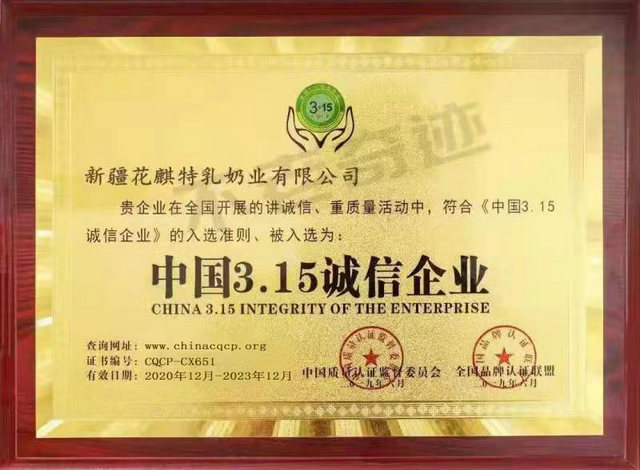 3·15
新疆花麒特乳奶业有限公司
贵企业在全国开展的讲诚信、重质量活动中，符合《中国3.15
诚信企业》的入选准则、被入选为：
中国3.15诚信企业
CHINA 3.15 INTEGRITY OF THE ENTERPRISE
查询网址：www.chinacqcp.org
证书编号：CQCP-CX651
有效日期：2020年12月-2023年12月
中国质量认证监督委员会
全国品牌认证联盟
奇迹